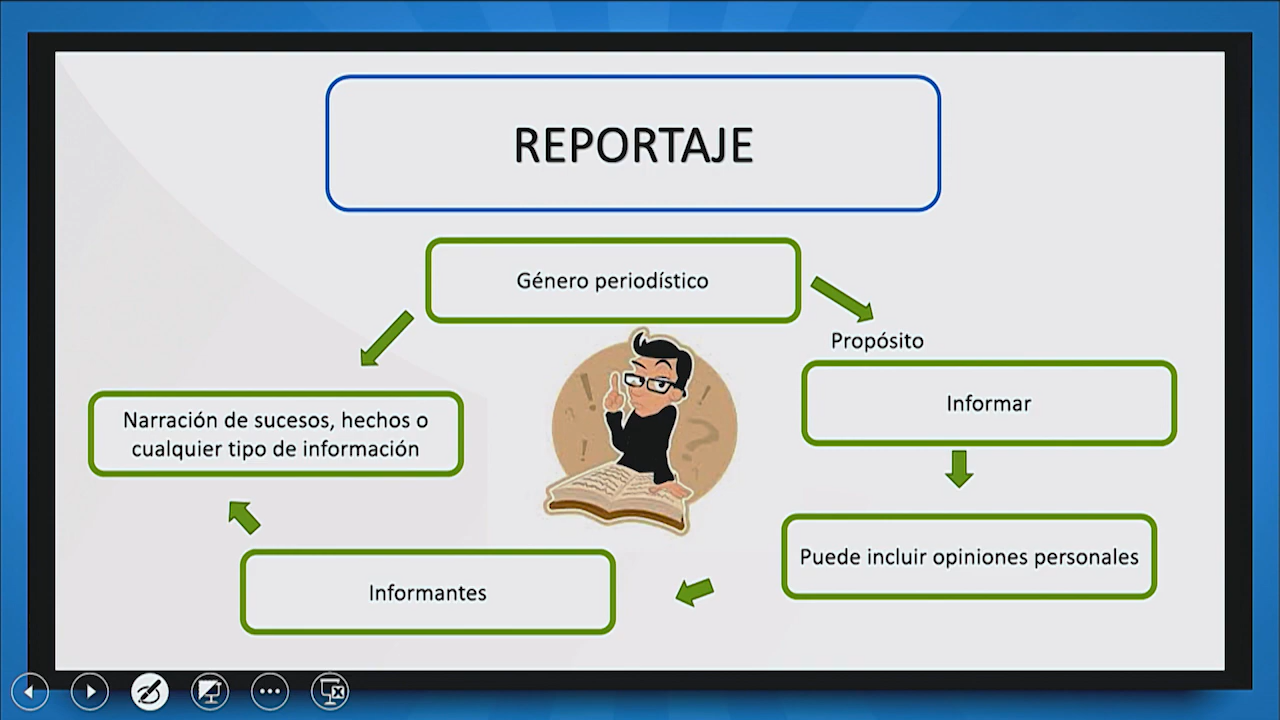 REPORTAJE
Género periodístico
Propósito
Informar
Narración de sucesos, hechos o
cualquier tipo de información
Puede incluir opiniones personales
Informantes